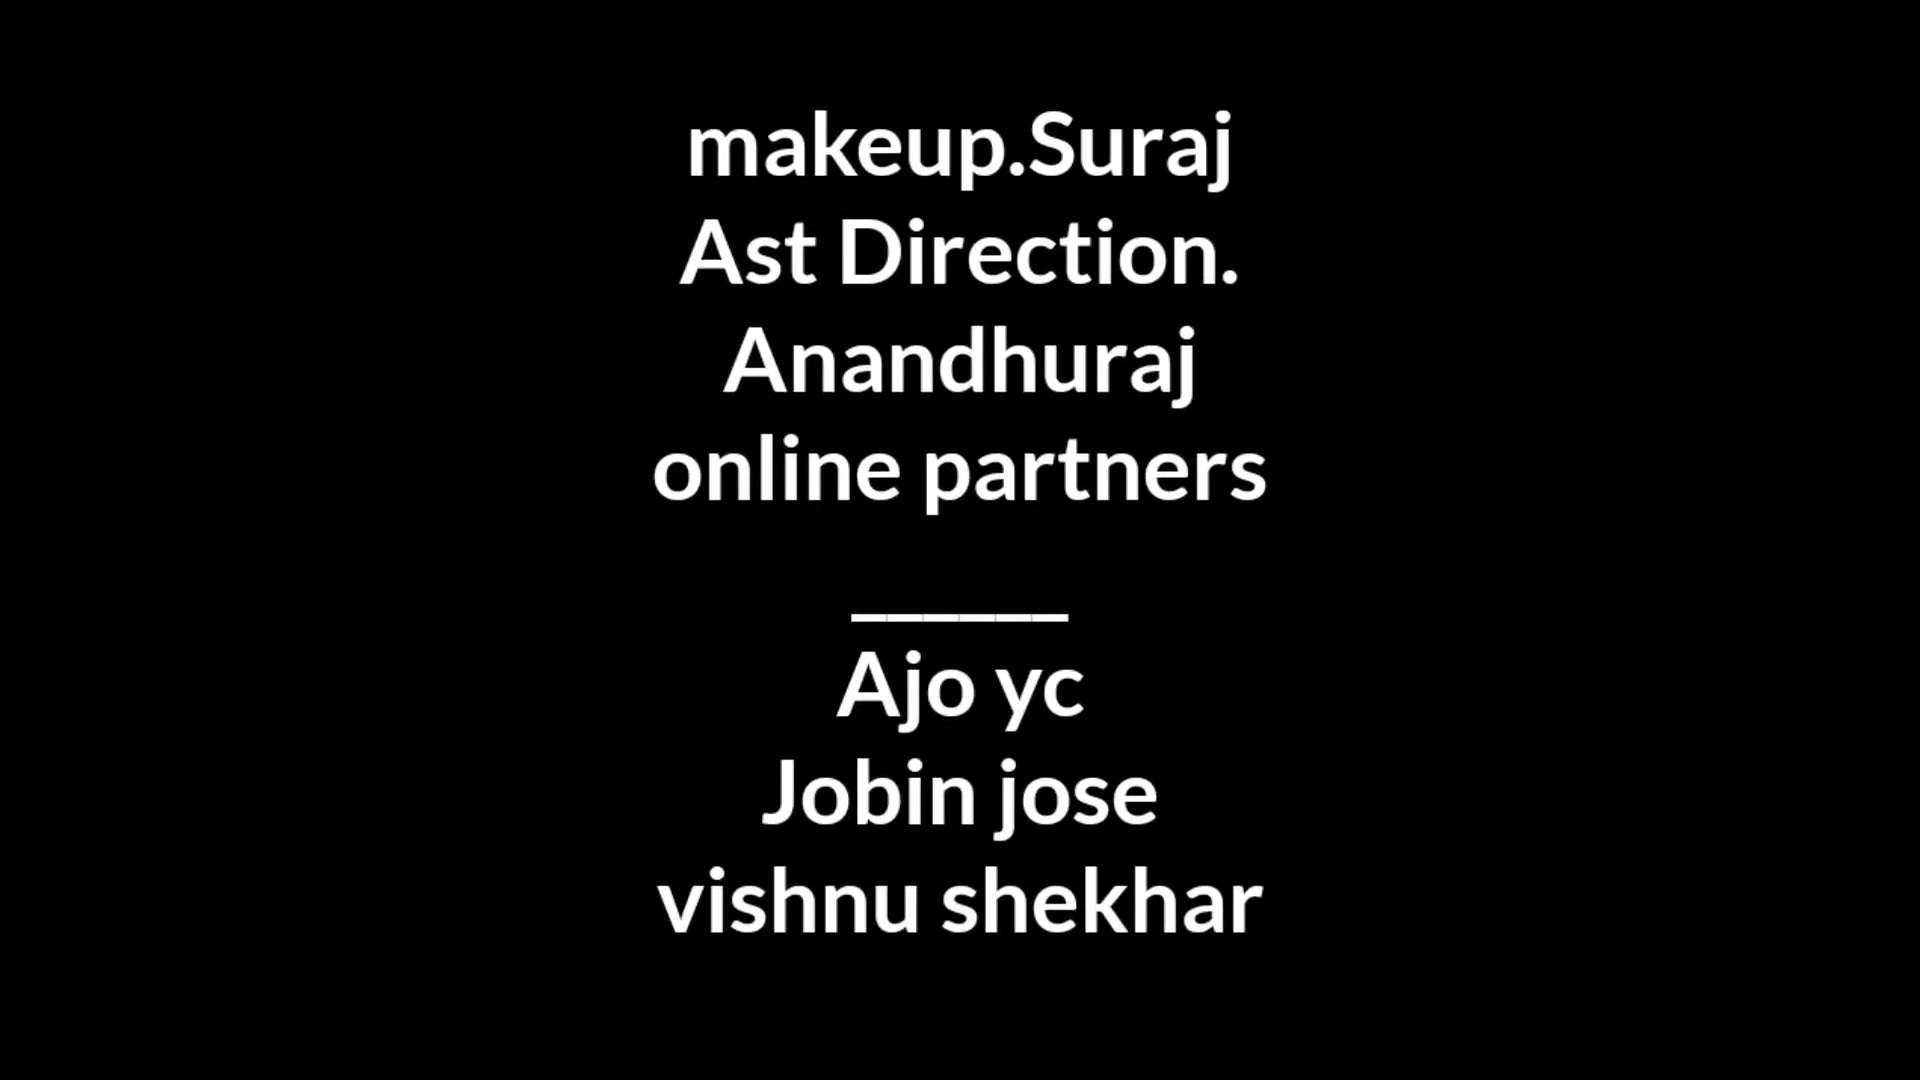 makeup.Suraj
Ast Direction.
Anandhuraj
online partners
______
Ajo yc
Jobin jose
vishnu shekhar